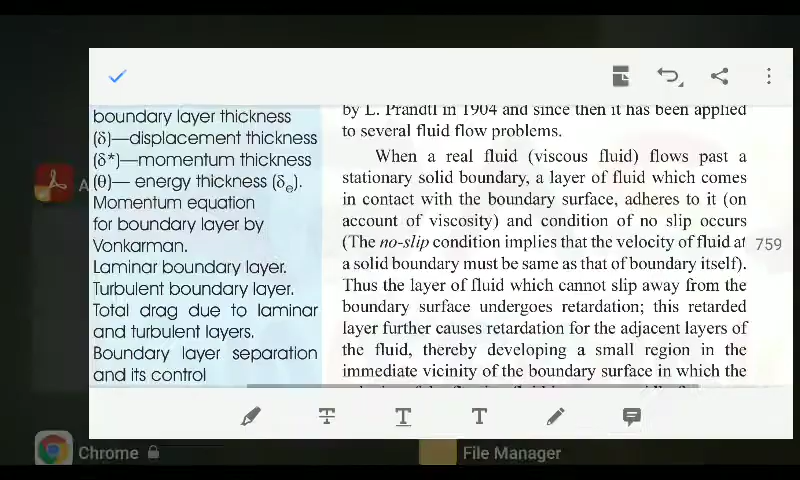 boundary layer thickness
(δ)—displacement thickness
(δ*)—momentum thickness
(θ)— energy thickness (δe).
Momentum equation
for boundary layer by
Vonkarman.
Laminar boundary layer.
Turbulent boundary layer.
Total drag due to laminar
and turbulent layers.
Boundary layer separation
and its control
by L. Prandtl in 1904 and since then it has been applied
to several fluid flow problems.
When a real fluid (viscous fluid) flows past a
stationary solid boundary, a layer of fluid which comes
in contact with the boundary surface, adheres to it (on
account of viscosity) and condition of no slip occurs
(The no-slip condition implies that the velocity of fluid at
a solid boundary must be same as that of boundary itself).
Thus the layer of fluid which cannot slip away from the
boundary surface undergoes retardation; this retarded
layer further causes retardation for the adjacent layers of
the fluid, thereby developing a small region in the
immediate vicinity of the boundary surface in which the
759
T
T
T
A
Chrome
File Manager